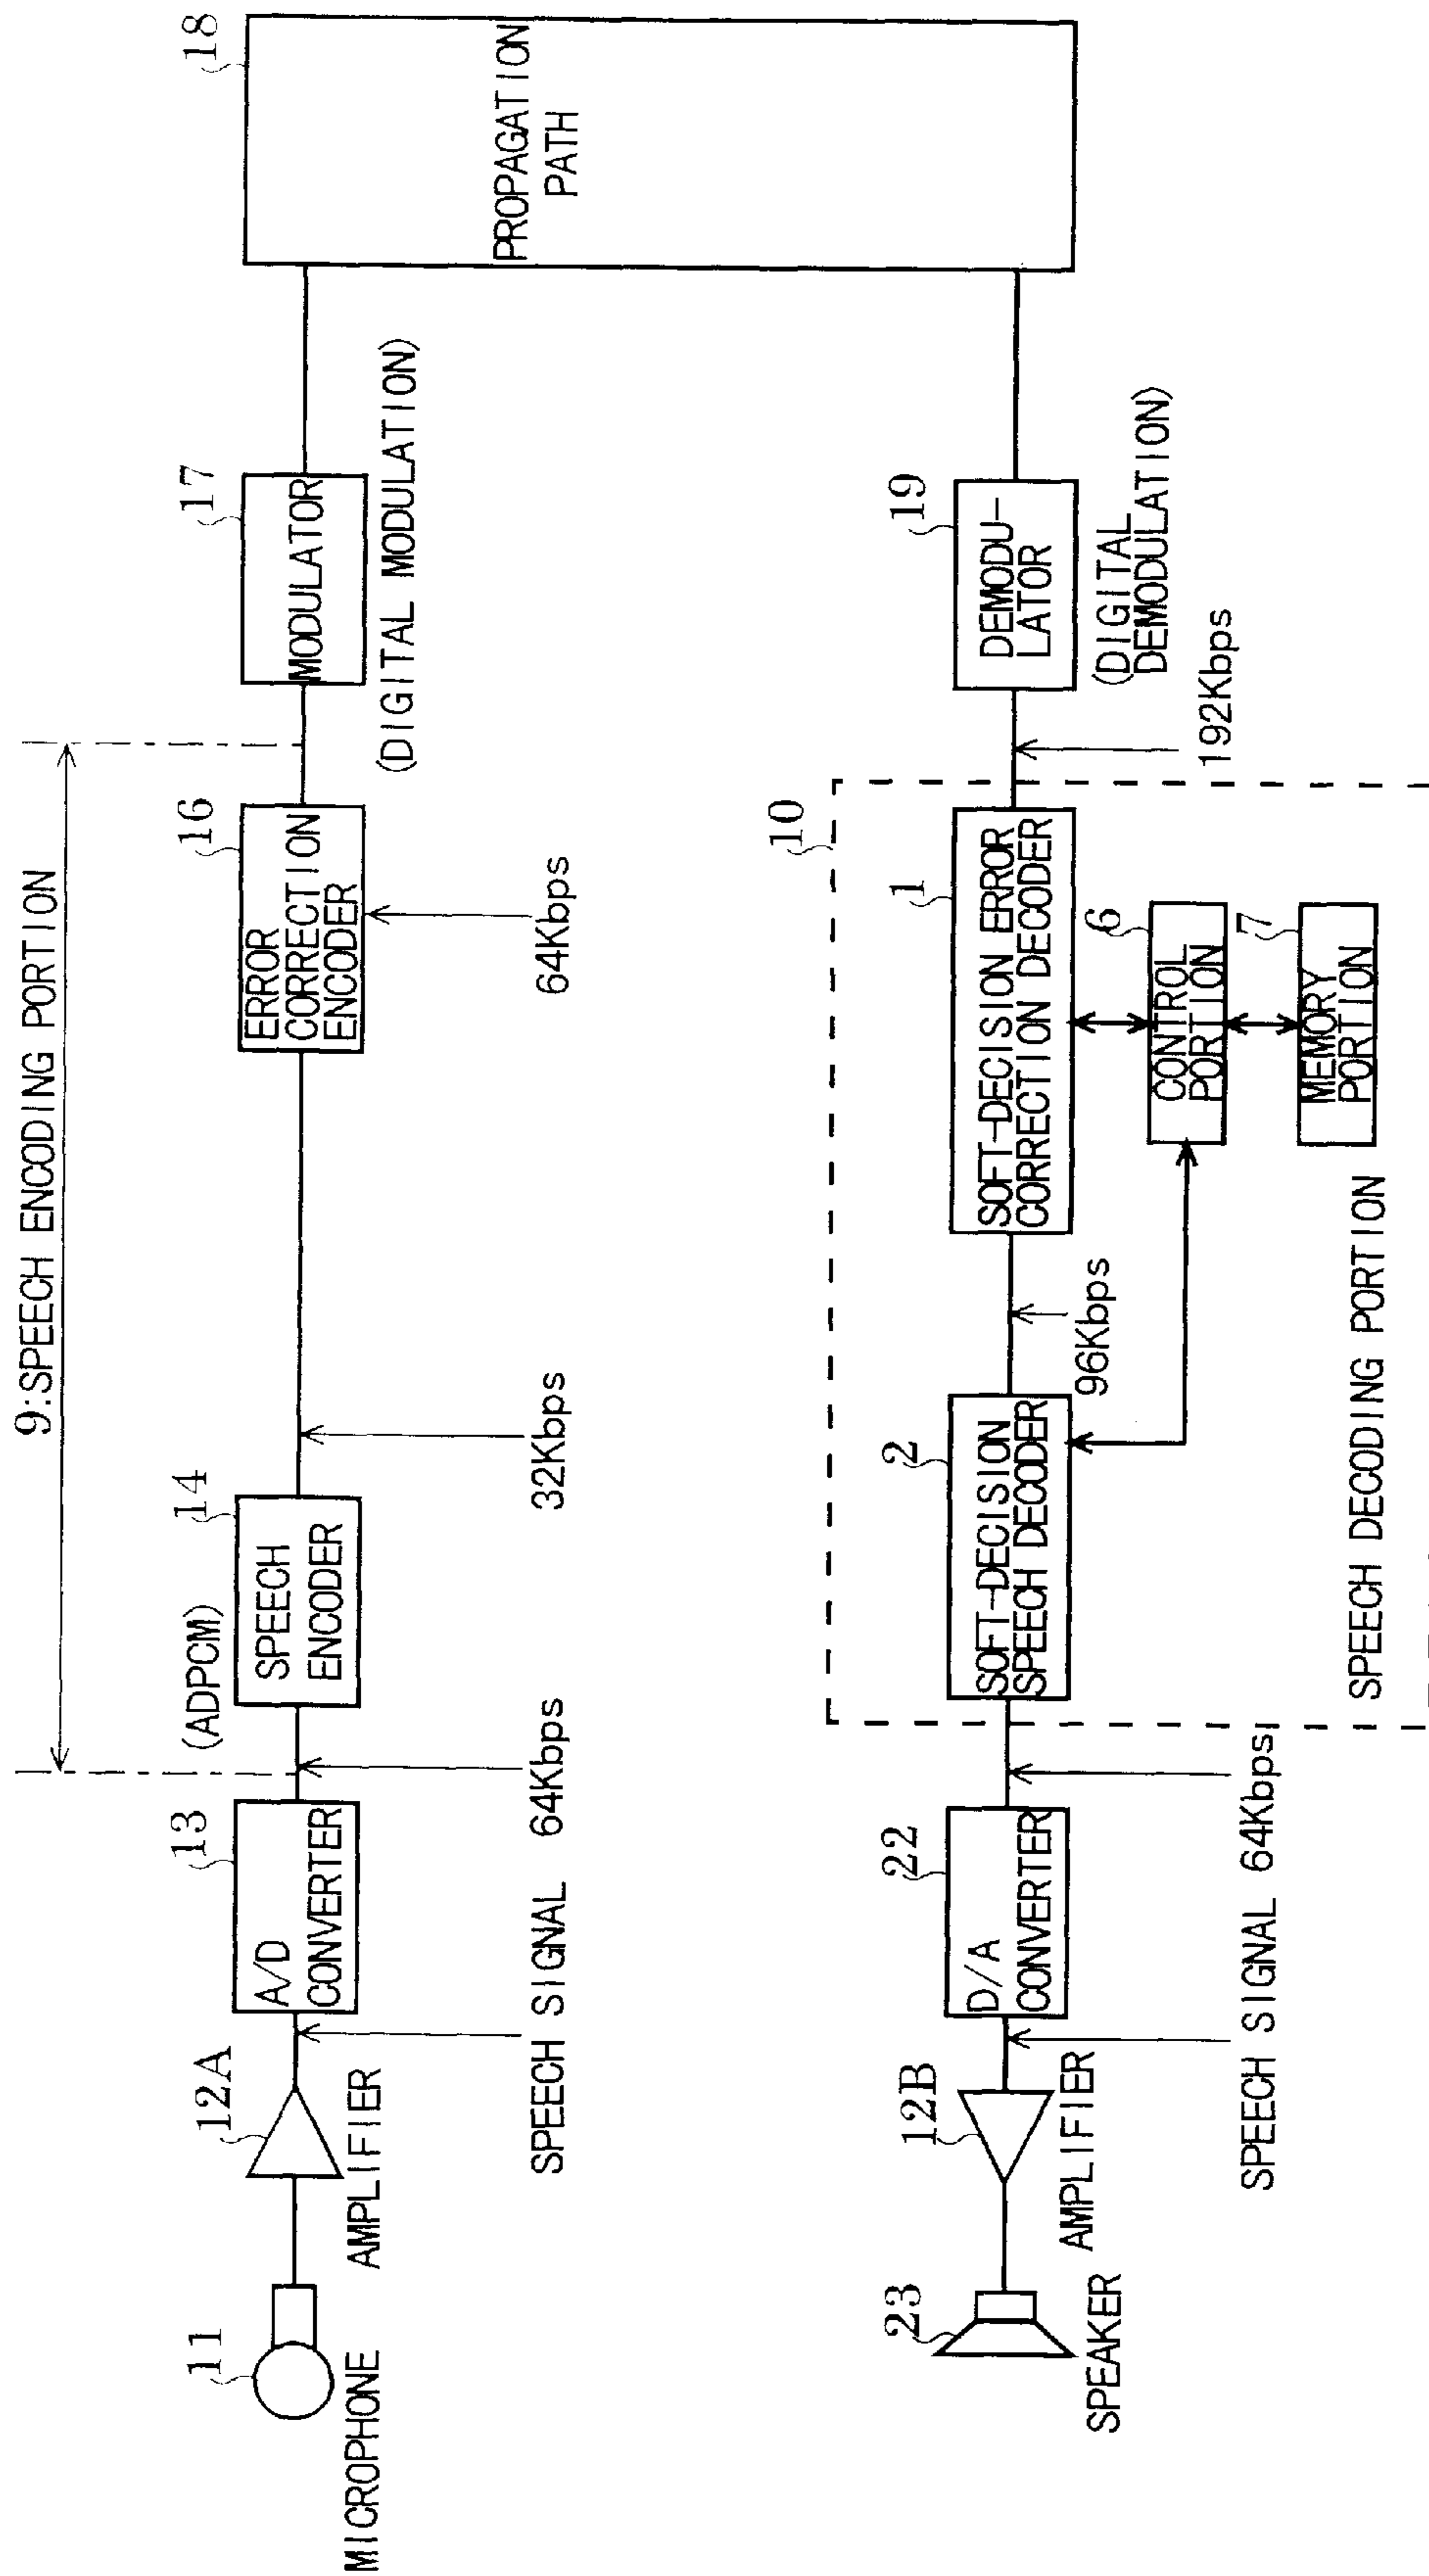 9:SPEECH ENCODING PORTION
11
MICROPHONE
12A
AMPLIFIER
13
A/D
CONVERTER
SPEECH SIGNAL 64Kbps
(ADPCM)
14
SPEECH
ENCODER
32Kbps
16
ERROR
CORRECTION
ENCODER
64Kbps
17
MODULATOR
(DIGITAL MODULATION)
18
PROPAGATION
PATH
23
SPEAKER
12B
AMPLIFIER
22
D/A
CONVERTER
SPEECH SIGNAL 64Kbps
10
2
SOFT-DECISION
SPEECH DECODER
96Kbps
1
SOFT-DECISION ERROR
CORRECTION DECODER
6
CONTROL
PORTION
7
MEMORY
PORTION
SPEECH DECODING PORTION
192Kbps
19
DEMODU-
LATOR
(DIGITAL
DEMODULATION)